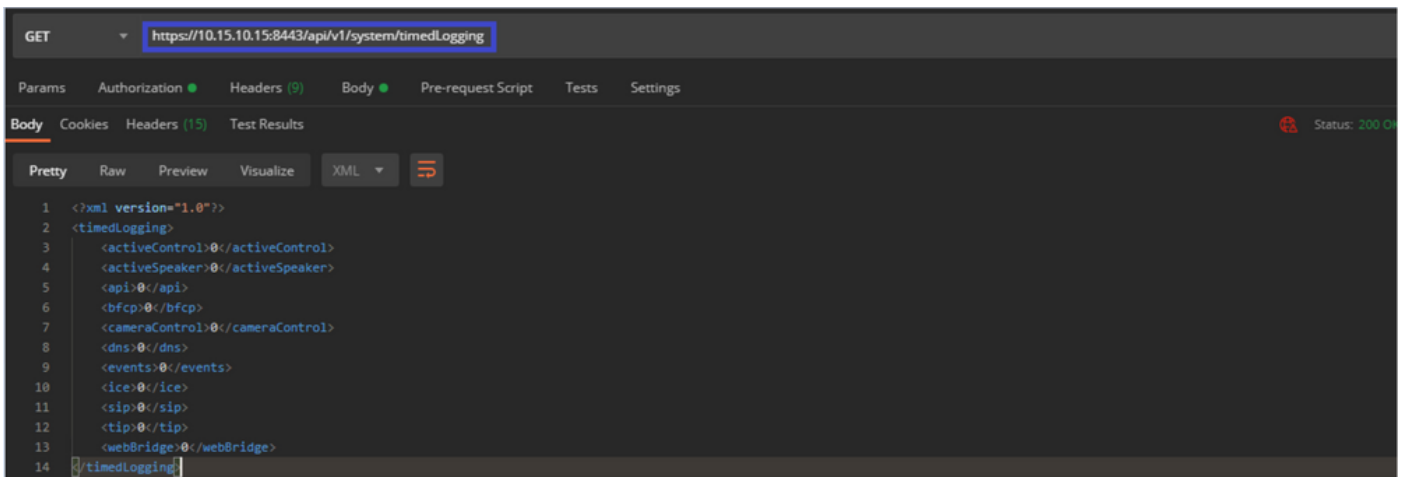 GET https://10.15.10.15:8443/api/v1/system/timedLogging
Params Authorization Headers (9) Body Pre-request Script Tests Settings
Body Cookies Headers (15) Test Results Status: 200 OK
Pretty Raw Preview Visualize XML
1 <?xml version="1.0"?>
2 <timedLogging>
3 <activeControl>0</activeControl>
4 <activeSpeaker>0</activeSpeaker>
5 <api>0</api>
6 <bfcp>0</bfcp>
7 <cameraControl>0</cameraControl>
8 <dns>0</dns>
9 <events>0</events>
10 <ice>0</ice>
11 <sip>0</sip>
12 <tip>0</tip>
13 <webBridge>0</webBridge>
14 </timedLogging>